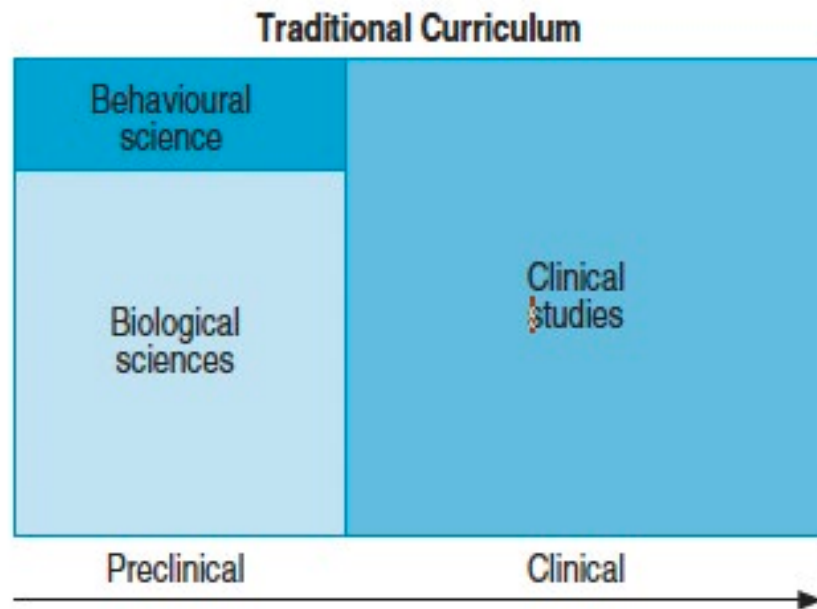 Traditional Curriculum
Behavioural
science
Biological
sciences
Clinical
studies
Preclinical
Clinical